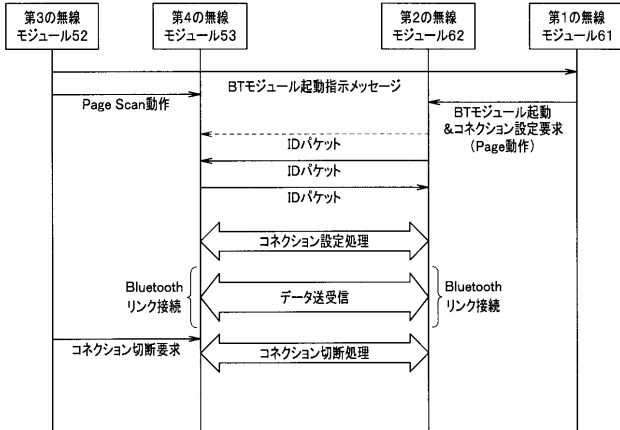 第3の無線
モジュール52
第4の無線
モジュール53
第2の無線
モジュール62
第1の無線
モジュール61
BTモジュール起動指示メッセージ
Page Scan動作
BTモジュール起動
&コネクション設定要求
(Page動作)
IDパケット
IDパケット
IDパケット
コネクション設定処理
Bluetooth
リンク接続
データ送受信
Bluetooth
リンク接続
コネクション切断要求
コネクション切断処理